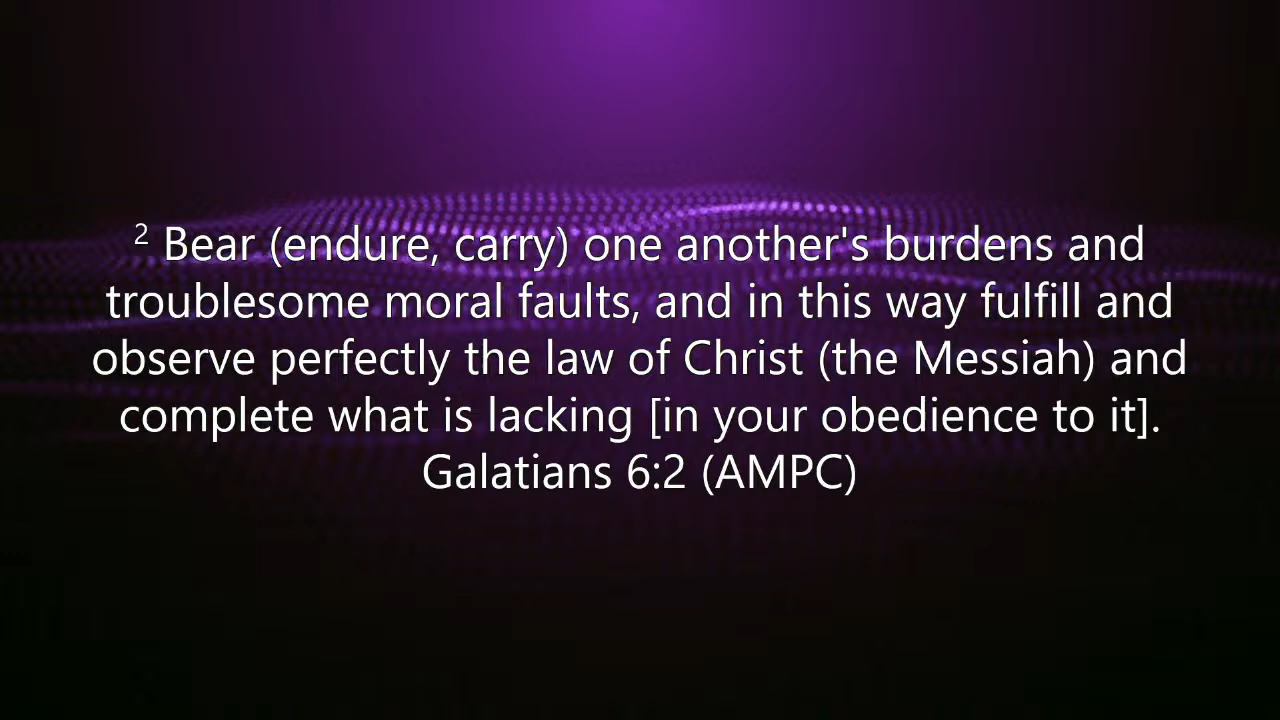 ² Bear (endure, carry) one another's burdens and
troublesome moral faults, and in this way fulfill and
observe perfectly the law of Christ (the Messiah) and
complete what is lacking [in your obedience to it].
Galatians 6:2 (AMPC)